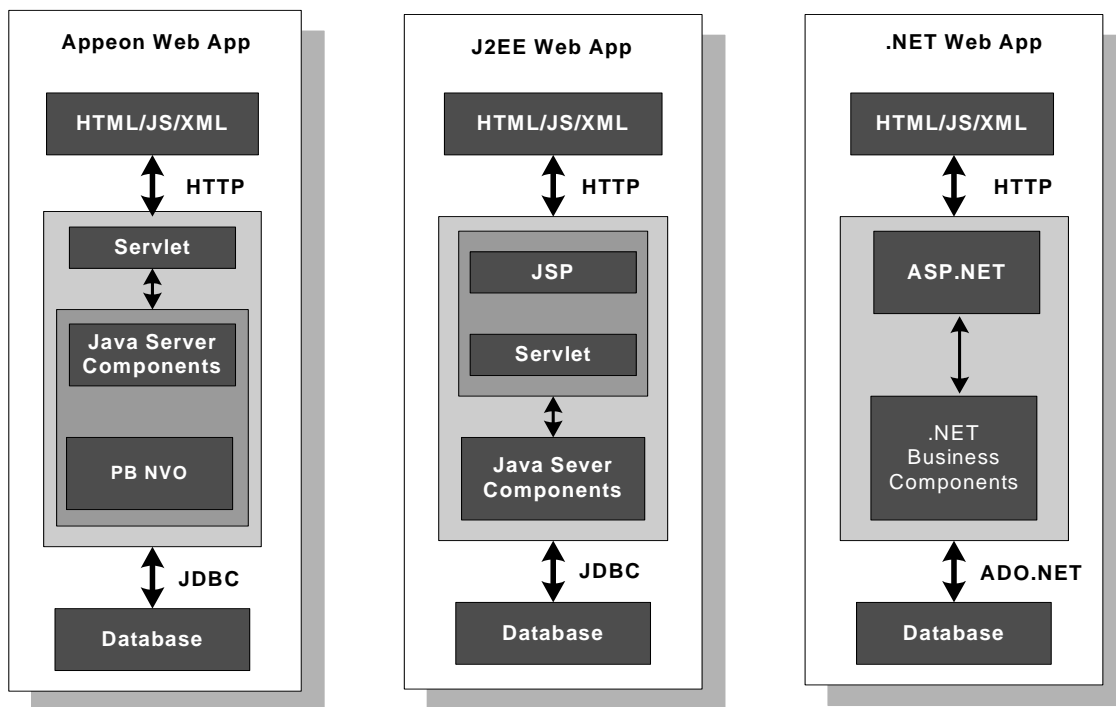 Appeon Web App
HTML/JS/XML
HTTP
Servlet
Java Server
Components
PB NVO
JDBC
Database
J2EE Web App
HTML/JS/XML
HTTP
JSP
Servlet
Java Sever
Components
JDBC
Database
.NET Web App
HTML/JS/XML
HTTP
ASP.NET
.NET
Business
Components
ADO.NET
Database